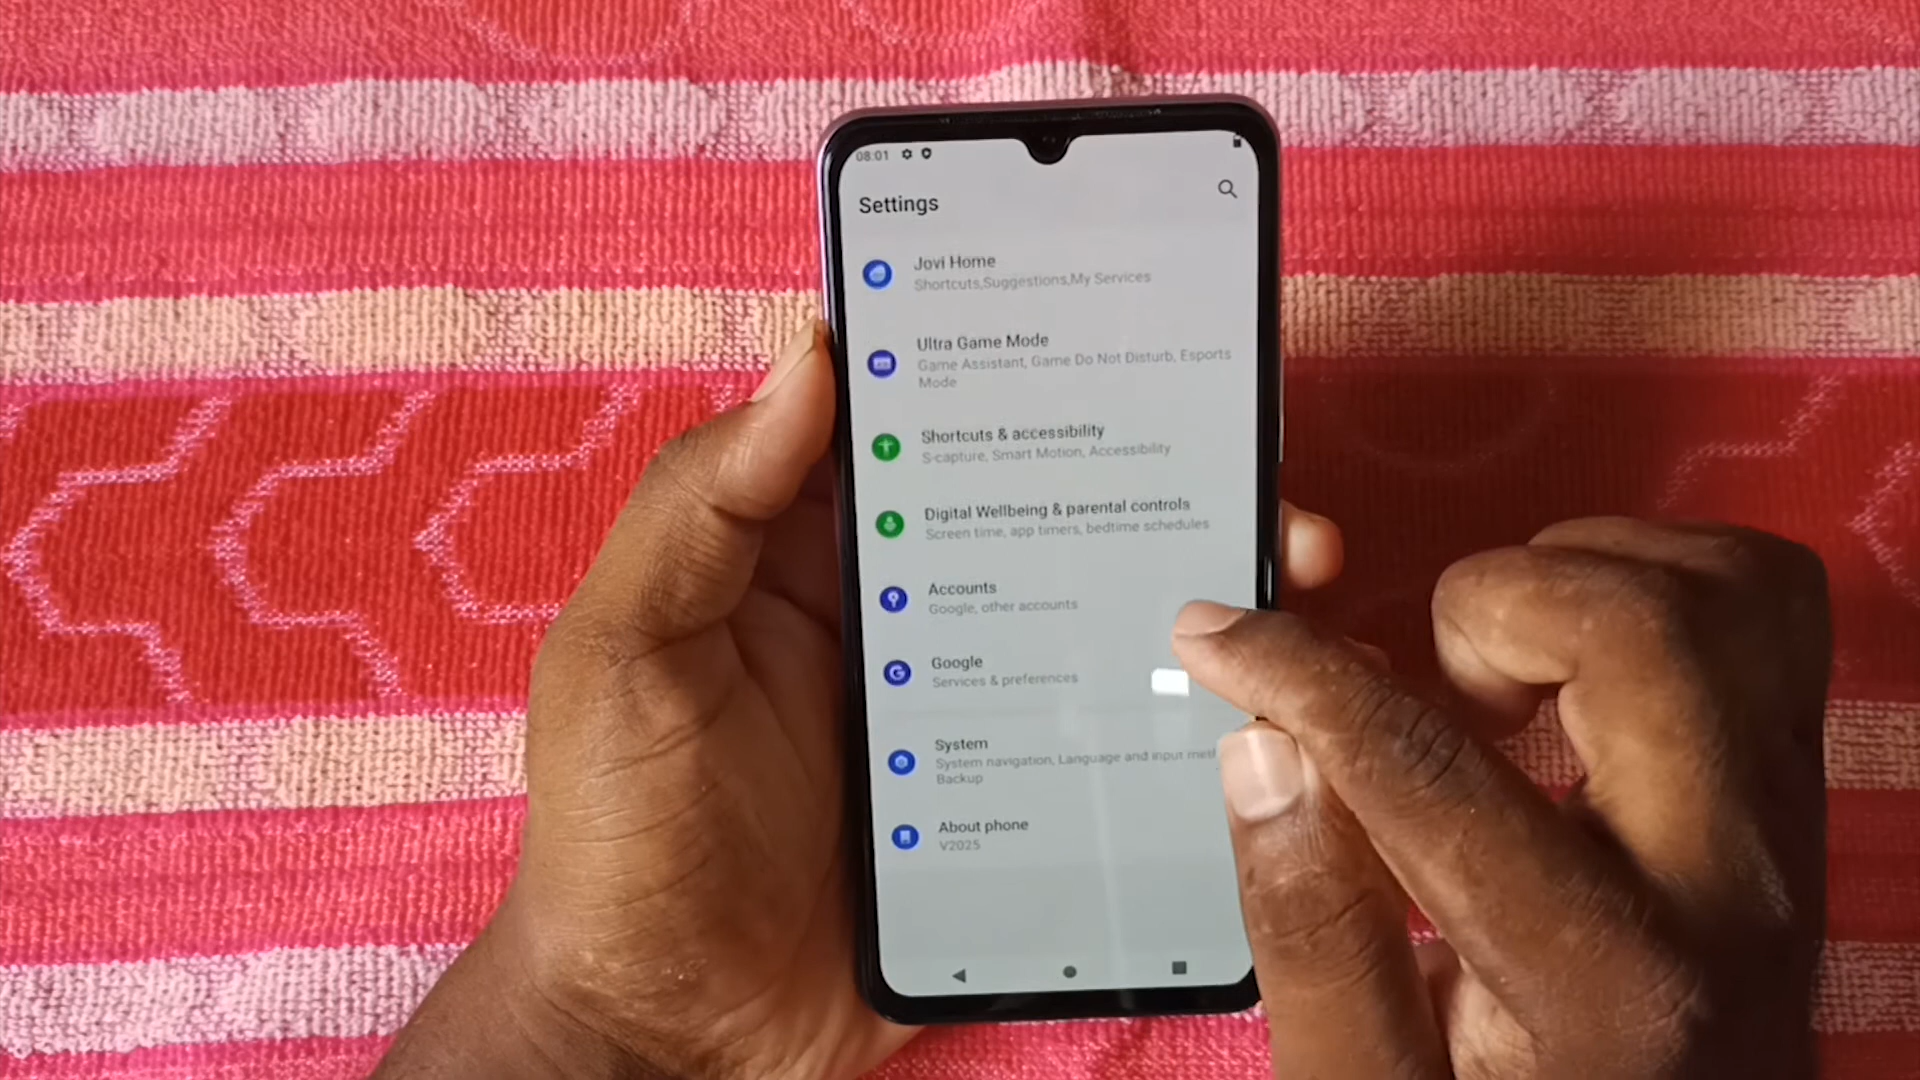 08:01
Settings
Jovi Home
Shortcuts,Suggestions,My Services
Ultra Game Mode
Game Assistant, Game Do Not Disturb, Esports
Mode
Shortcuts & accessibility
S-capture, Smart Motion, Accessibility
Digital Wellbeing & parental controls
Screen time, app timers, bedtime schedules
Accounts
Google, other accounts
Google
Services & preferences
System
System navigation, Language and input
Backup
About phone
V2025